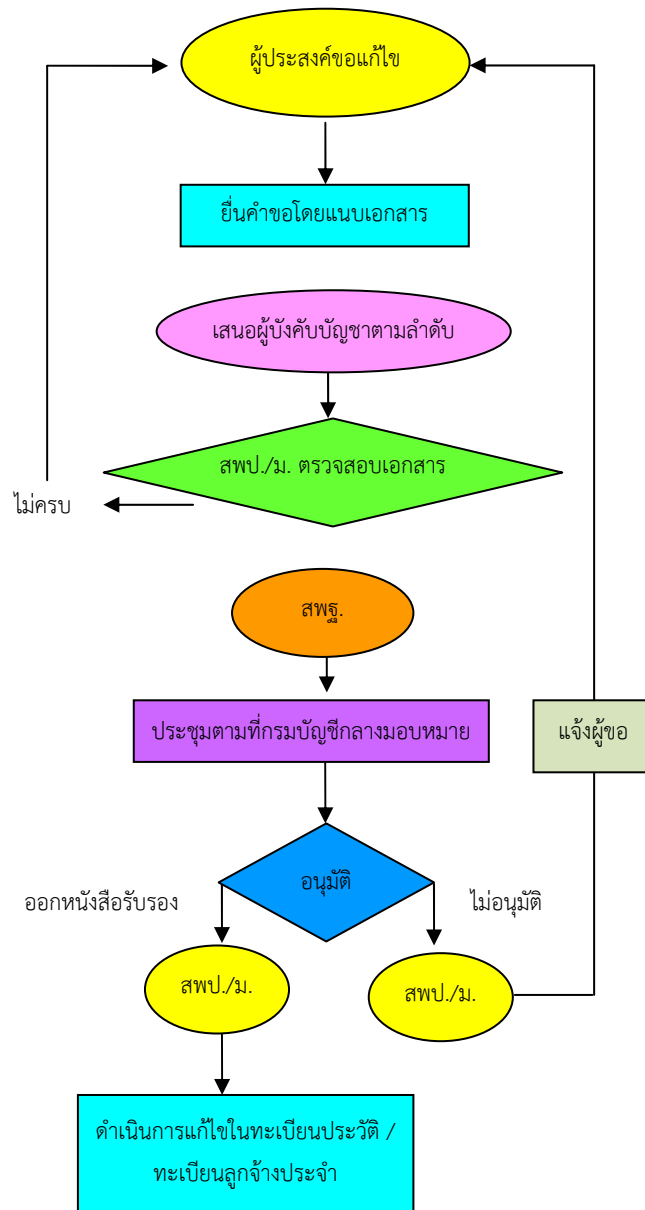 ผู้ประสงค์ขอแก้ไข
ยื่นคำขอโดยแนบเอกสาร
เสนอผู้บังคับบัญชาตามลำดับ
สพป./ม. ตรวจสอบเอกสาร
ไม่ครบ
สพฐ.
ประชุมตามที่กรมบัญชีกลางมอบหมาย
แจ้งผู้ขอ
อนุมัติ
ออกหนังสือรับรอง
ไม่อนุมัติ
สพป./ม.
สพป./ม.
ดำเนินการแก้ไขในทะเบียนประวัติ /
ทะเบียนลูกจ้างประจำ